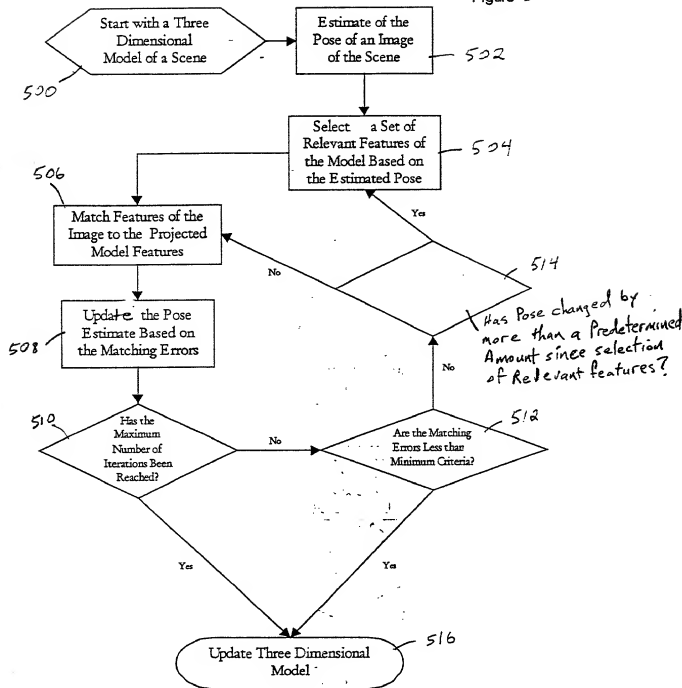 Figure
Start with a Three
Dimensional
Model of a Scene
500
Estimate of the
Pose of an Image
of the Scene
502
Select a Set of
Relevant Features of
the Model Based on
the Estimated Pose
504
506
Match Features of the
Image to the Projected
Model Features
Yes
No
514
Has Pose changed by
more than a Predetermined
Amount since selection
of Relevant features?
Update the Pose
Estimate Based on
the Matching Errors
508
No
510
Has the
Maximum
Number of
Iterations Been
Reached?
No
Are the Matching
Errors Less than
Minimum Criteria?
512
Yes
Yes
Update Three Dimensional
Model
516